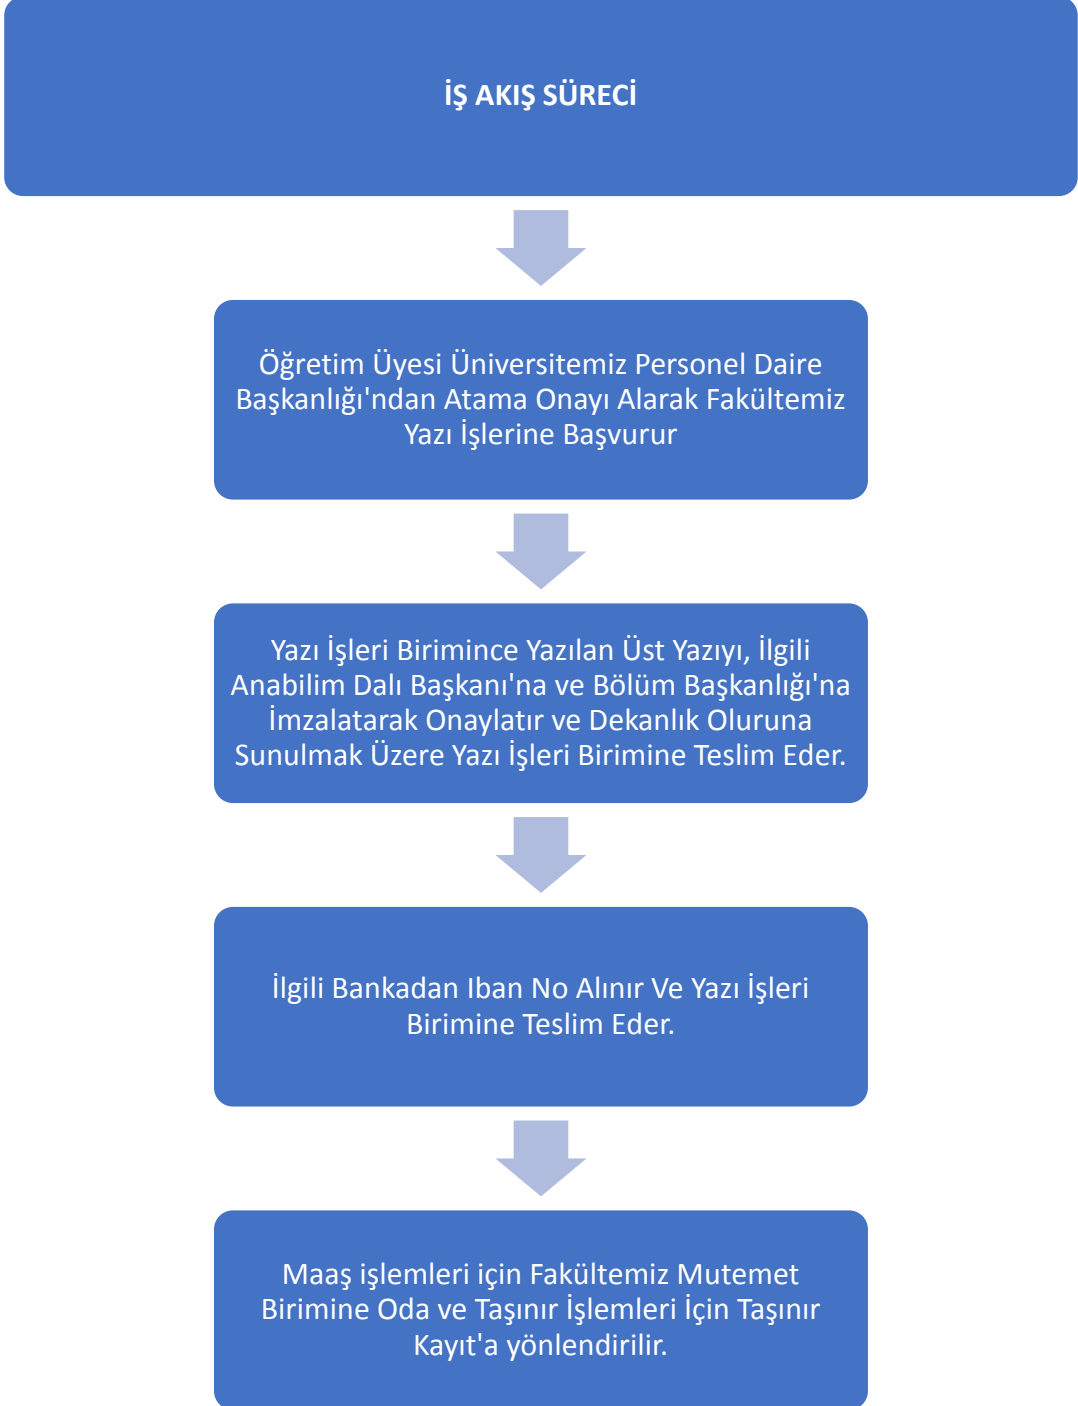 İŞ AKIŞ SÜRECİ
Öğretim Üyesi Üniversitemiz Personel Daire
Başkanlığı'ndan Atama Onayı Alarak Fakültemiz
Yazı İşlerine Başvurur
Yazı İşleri Birimince Yazılan Üst Yazıyı, İlgili
Anabilim Dalı Başkanı'na ve Bölüm Başkanlığı'na
İmzalatarak Onaylatır ve Dekanlık Oluruna
Sunulmak Üzere Yazı İşleri Birimine Teslim Eder.
İlgili Bankadan Iban No Alınır Ve Yazı İşleri
Birimine Teslim Eder.
Maaş işlemleri için Fakültemiz Mutemet
Birimine Oda ve Taşınır İşlemleri İçin Taşınır
Kayıt'a yönlendirilir.